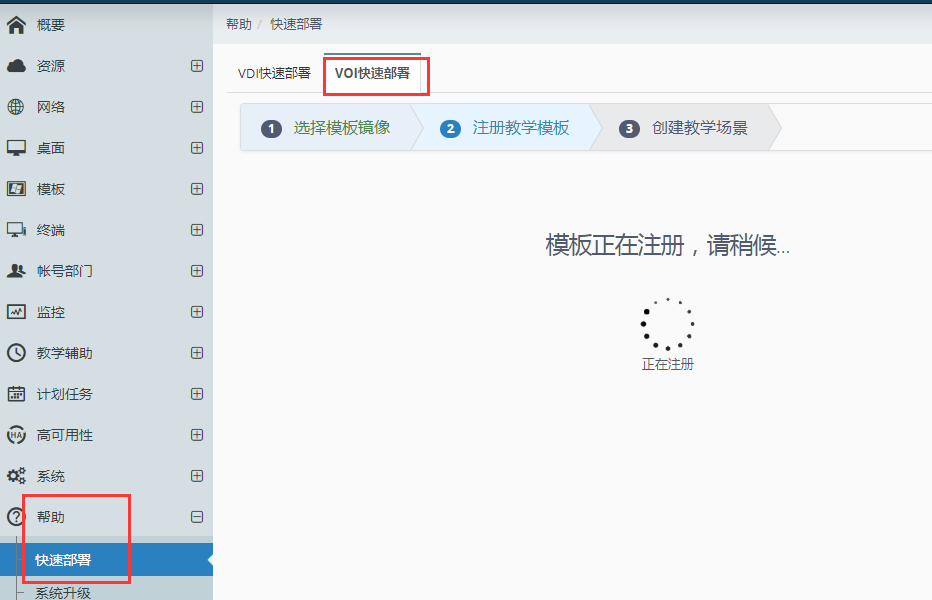 概要
资源
网络
桌面
模板
终端
帐号部门
监控
教学辅助
计划任务
HA 高可用性
系统
帮助
快速部署
系统升级
帮助 / 快速部署
VDI快速部署 VOI快速部署
1 选择模板镜像 2 注册教学模板 3 创建教学场景
模板正在注册，请稍候...
正在注册